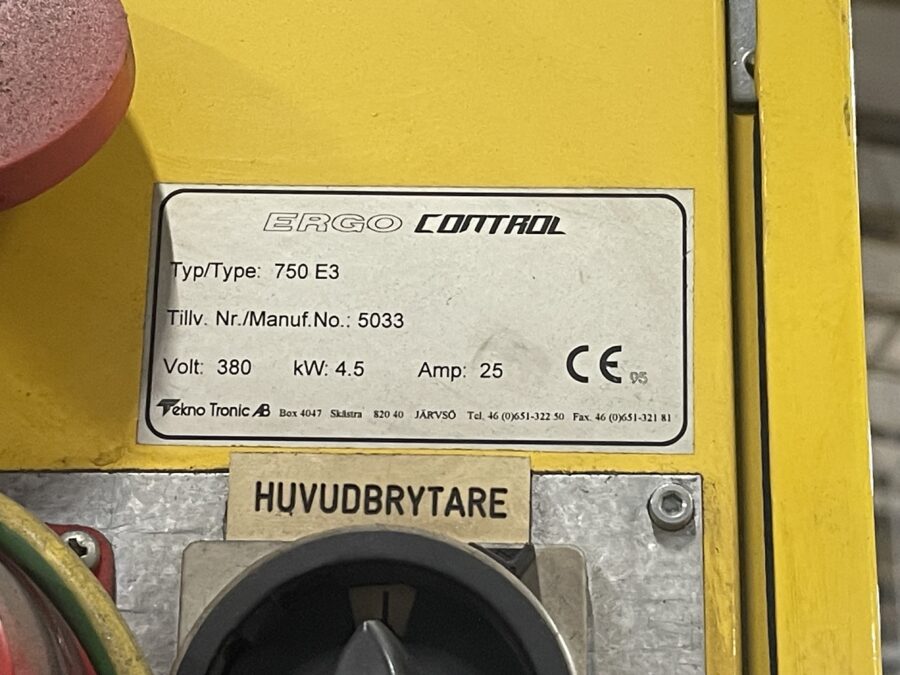 ERGO CONTROL
Typ/Type: 750 E3
Tillv. Nr./Manuf.No.: 5033
Volt: 380 kW: 4.5 Amp: 25 CE 95
Tekno Tronic AB Box 4047 Skästra 820 40 JÄRVSÖ Tel. 46 (0)651-322 50 Fax. 46 (0)651-321 81
HUVUDBRYTARE
I